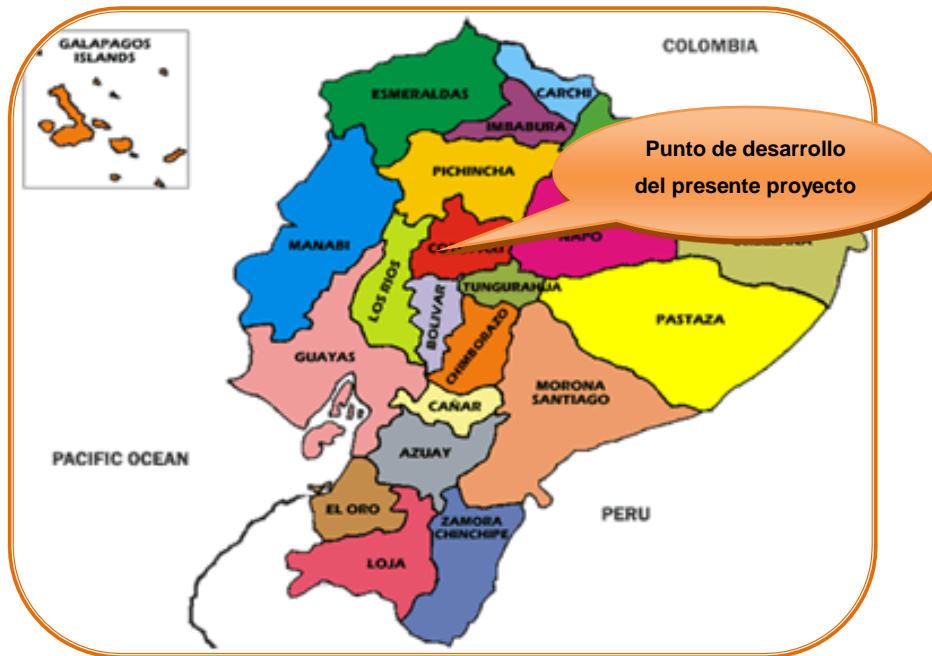 GALAPAGOS
ISLANDS
COLOMBIA
ESMERALDAS
CARCHI
IMBABURA
Punto de desarrollo
del presente proyecto
PICHINCHA
MANABI
NAPO
LOS RIOS
TUNGURAHUA
BOLIVAR
CHIMBORAZO
PASTAZA
GUAYAS
MORONA
SANTIAGO
CAÑAR
AZUAY
PACIFIC OCEAN
EL ORO
ZAMORA
CHINCHIPE
PERU
LOJA